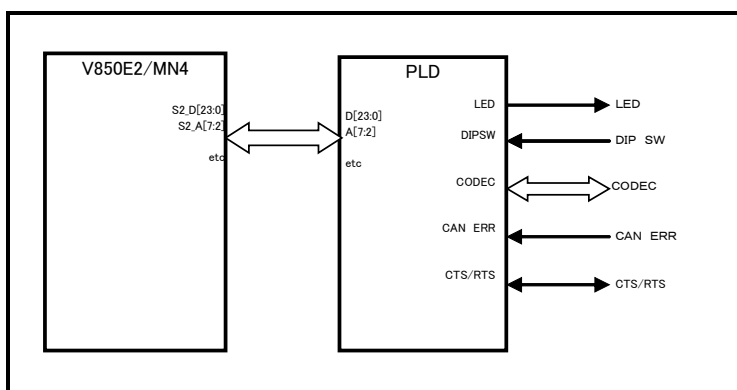 V850E2/MN4
S2_D[23:0]
S2_A[7:2]
etc
PLD
D[23:0]
A[7:2]
etc
LED
DIPSW
CODEC
CAN ERR
CTS/RTS
LED
DIP SW
CODEC
CAN ERR
CTS/RTS